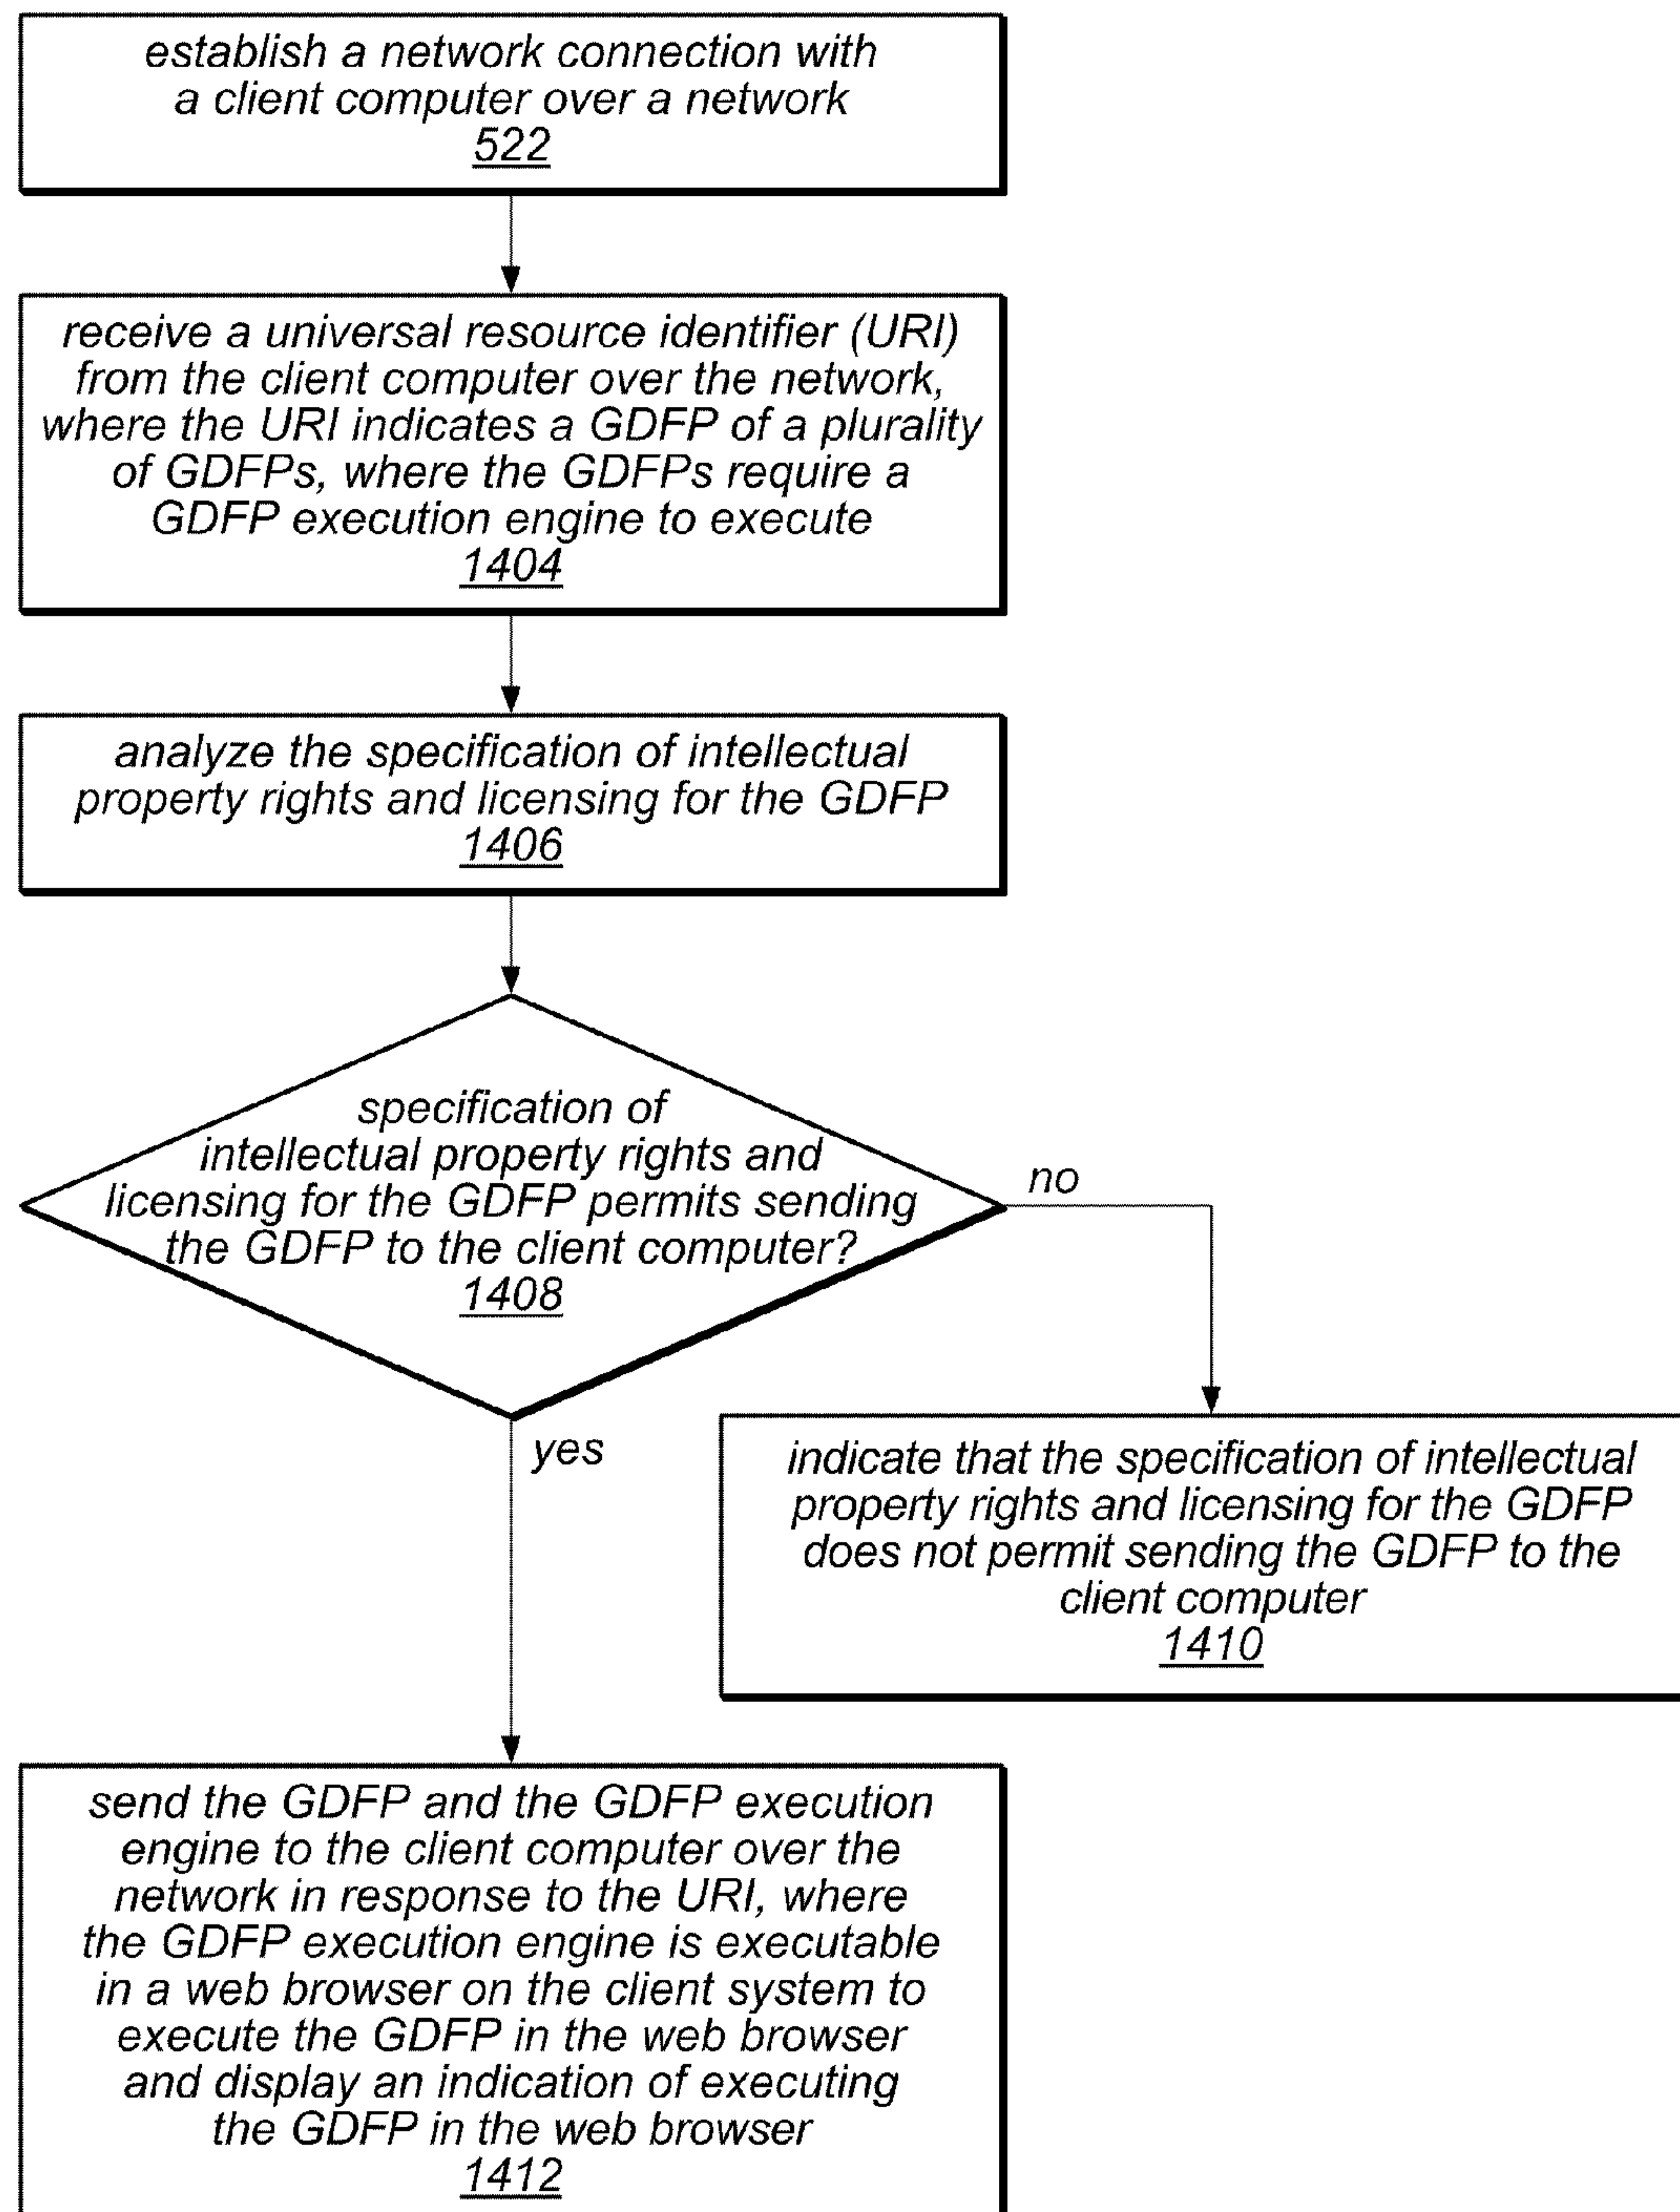 establish a network connection with
a client computer over a network
522
receive a universal resource identifier (URI)
from the client computer over the network,
where the URI indicates a GDFP of a plurality
of GDFPs, where the GDFPs require a
GDFP execution engine to execute
1404
analyze the specification of intellectual
property rights and licensing for the GDFP
1406
specification of
intellectual property rights and
licensing for the GDFP permits sending
the GDFP to the client computer?
1408
no
yes
indicate that the specification of intellectual
property rights and licensing for the GDFP
does not permit sending the GDFP to the
client computer
1410
send the GDFP and the GDFP execution
engine to the client computer over the
network in response to the URI, where
the GDFP execution engine is executable
in a web browser on the client system to
execute the GDFP in the web browser
and display an indication of executing
the GDFP in the web browser
1412